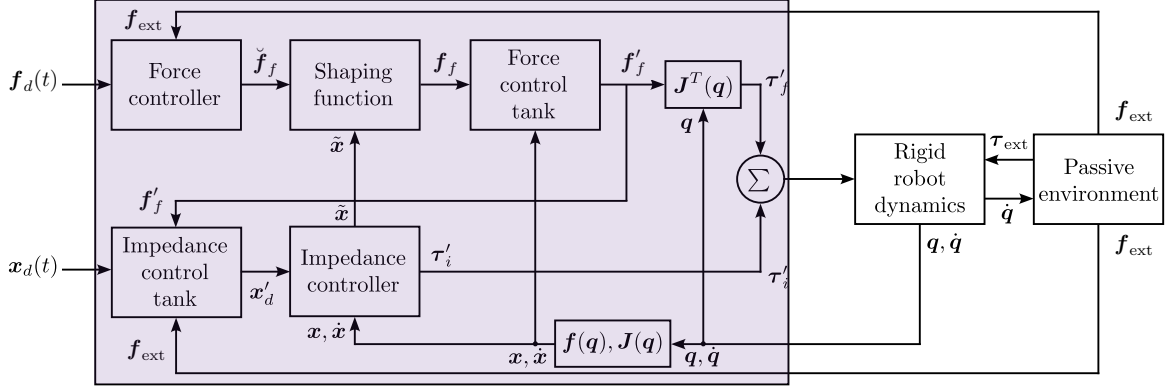 f_ext
f_d(t)
Force
controller
f̆_f
Shaping
function
f_f
Force
control
tank
f′_f
J^T(q)
τ′_f
q
x̃
f_ext
Rigid
robot
dynamics
τ_ext
q̇
Passive
environment
∑
f′_f
x̃
x_d(t)
Impedance
control
tank
x′_d
Impedance
controller
τ′_i
τ′_i
q, q̇
f_ext
x, ẋ
f_ext
x, ẋ
f(q), J(q)
q, q̇